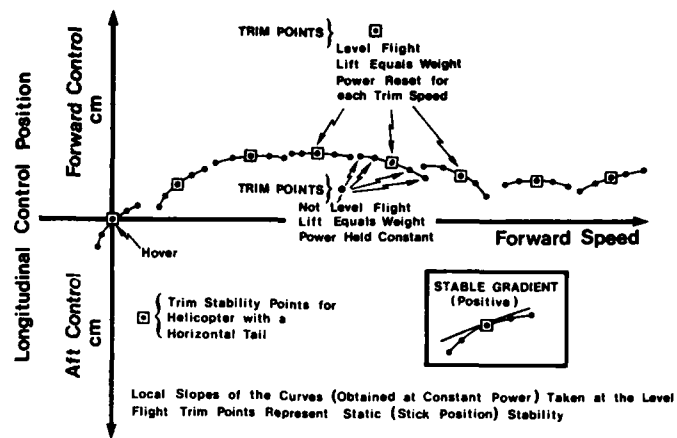 TRIM POINTS
Level Flight
Lift Equals Weight
Power Reset for
each Trim Speed
Longitudinal Control Position
Forward Control
cm
TRIM POINTS
Not Level Flight
Lift Equals Weight
Power Held Constant
Forward Speed
Hover
Aft Control
cm
Trim Stability Points for
Helicopter with a
Horizontal Tail
STABLE GRADIENT
(Positive)
Local Slopes of the Curves (Obtained at Constant Power) Taken at the Level
Flight Trim Points Represent Static (Stick Position) Stability